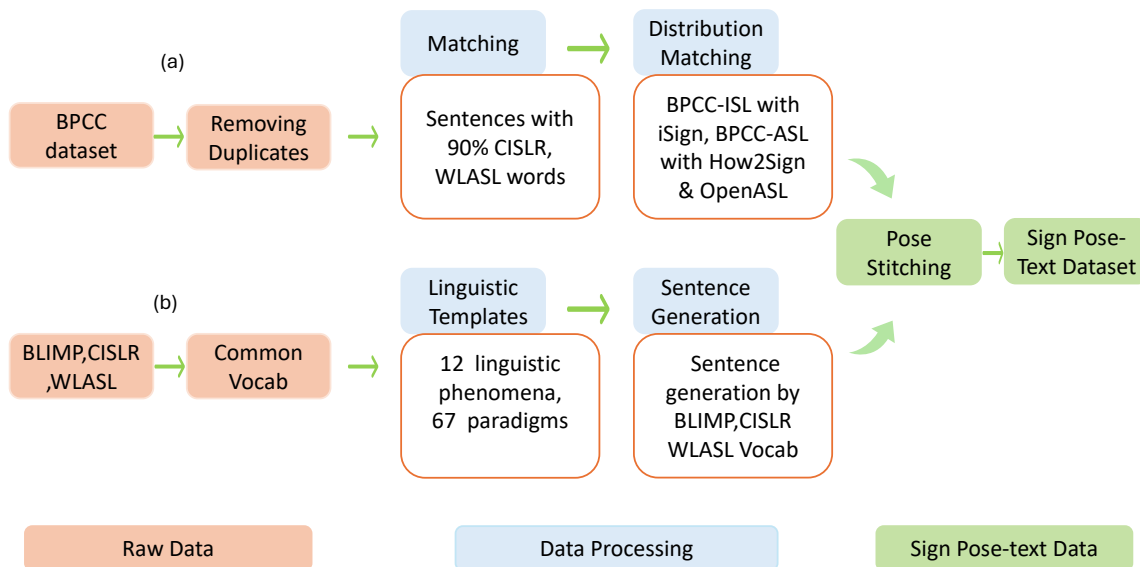 (a)
BPCC
dataset
Removing
Duplicates
Matching
Sentences with
90% CISLR,
WLASL words
Distribution
Matching
BPCC-ISL with
iSign, BPCC-ASL
with How2Sign
& OpenASL
Pose
Stitching
Sign Pose-
Text Dataset
(b)
BLIMP,CISLR
,WLASL
Common
Vocab
Linguistic
Templates
12 linguistic
phenomena,
67 paradigms
Sentence
Generation
Sentence
generation by
BLIMP,CISLR
WLASL Vocab
Raw Data
Data Processing
Sign Pose-text Data